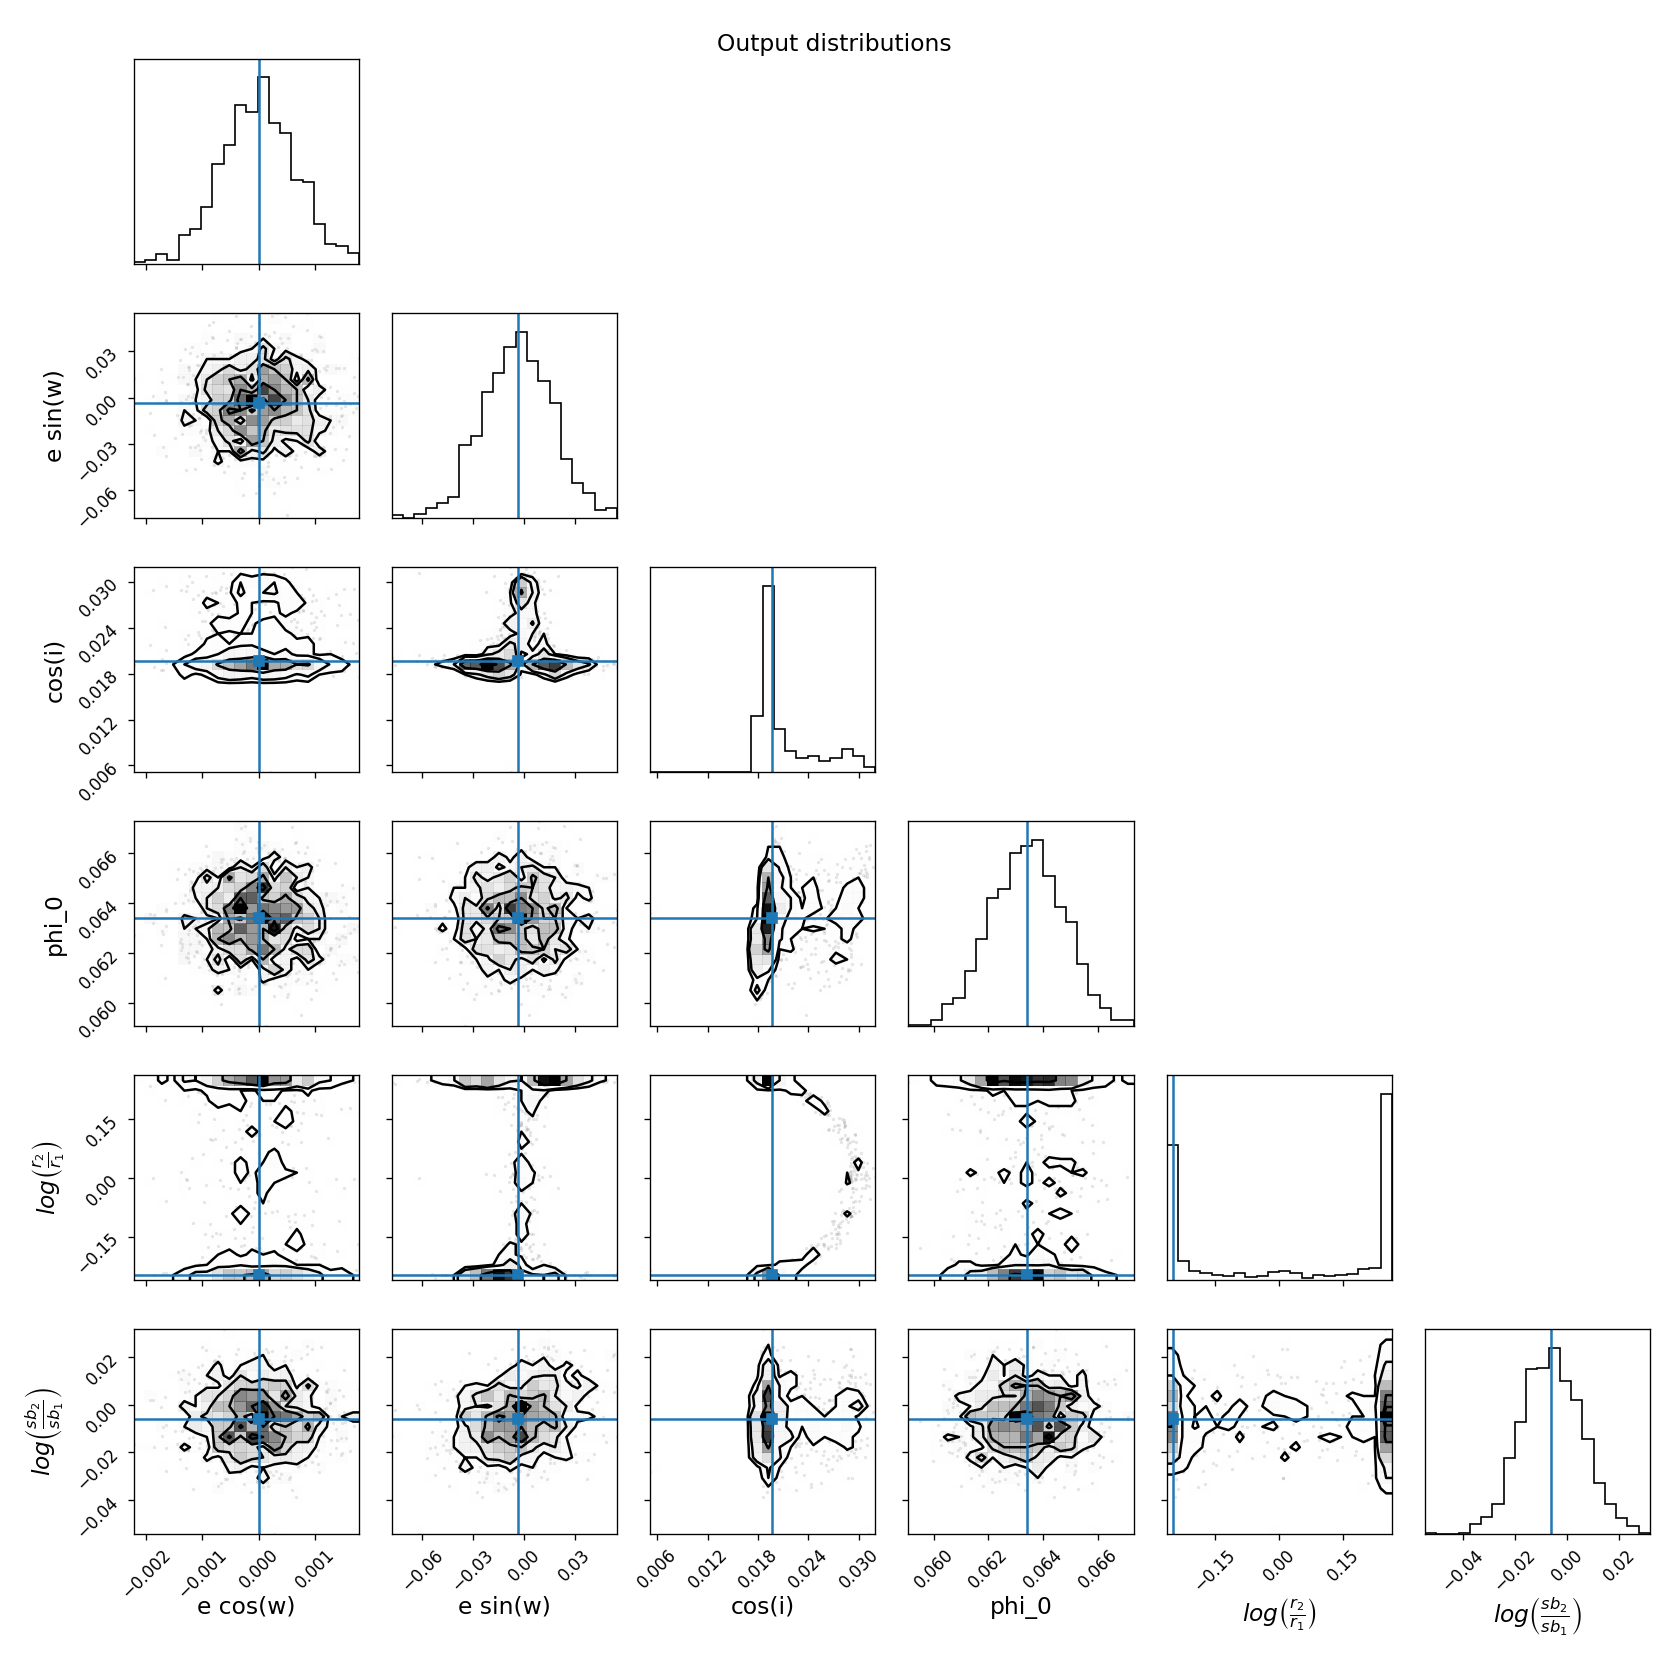 Output distributions
e sin(w)
0.03
0.00
−0.03
−0.06
cos(i)
0.030
0.024
0.018
0.012
0.006
phi_0
0.066
0.064
0.062
0.060
log(r₂/r₁)
0.15
0.00
−0.15
log(sb₂/sb₁)
0.02
0.00
−0.02
−0.04
−0.002 −0.001 0.000 0.001
−0.06 −0.03 0.00 0.03
0.006 0.012 0.018 0.024 0.030
0.060 0.062 0.064 0.066
−0.15 0.00 0.15
−0.04 −0.02 0.00 0.02
e cos(w)
e sin(w)
cos(i)
phi_0
log(r₂/r₁)
log(sb₂/sb₁)